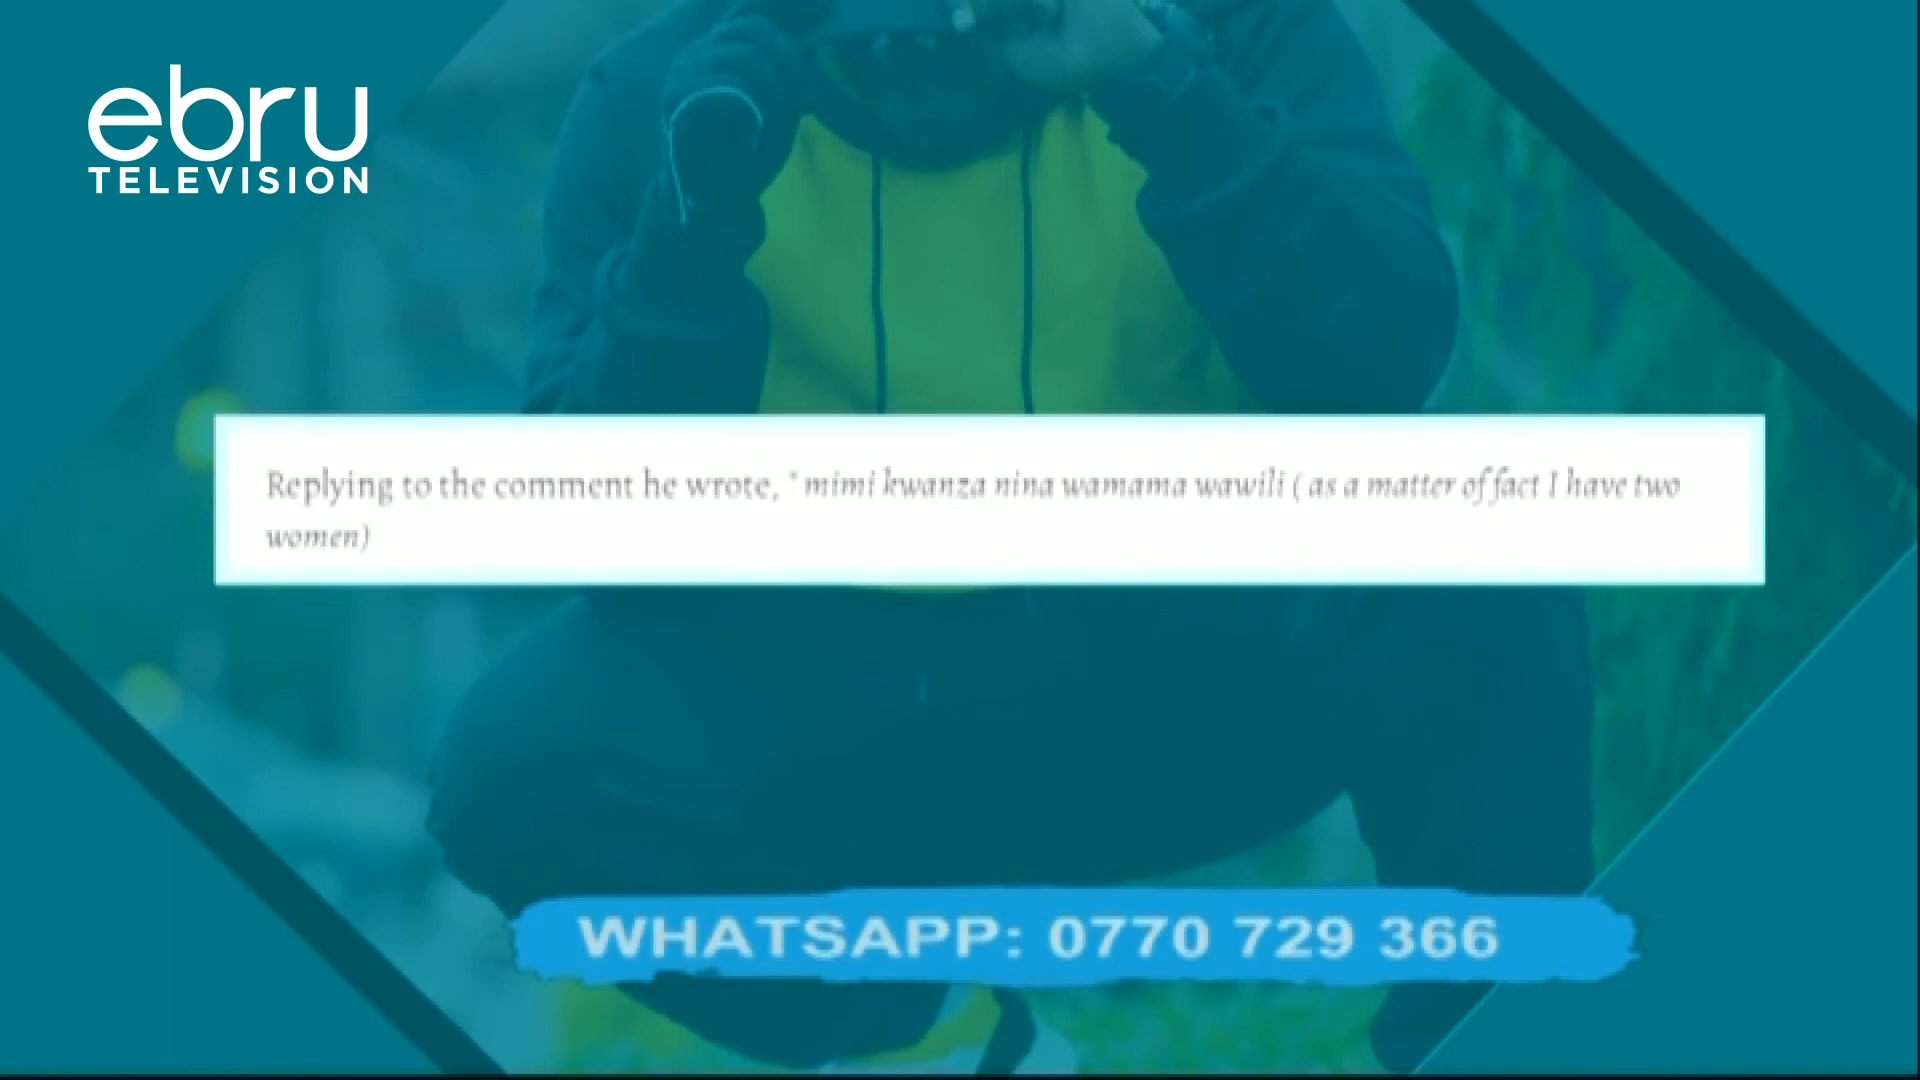 ebru
TELEVISION
Replying to the comment he wrote, " mimi kwanza nina wamama wawili ( as a matter of fact I have two
women)
WHATSAPP: 0770 729 366